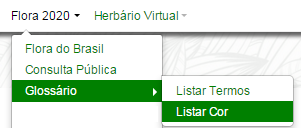 Flora 2020 Herbário Virtual
Flora do Brasil
Consulta Pública
Glossário
Listar Termos
Listar Cor